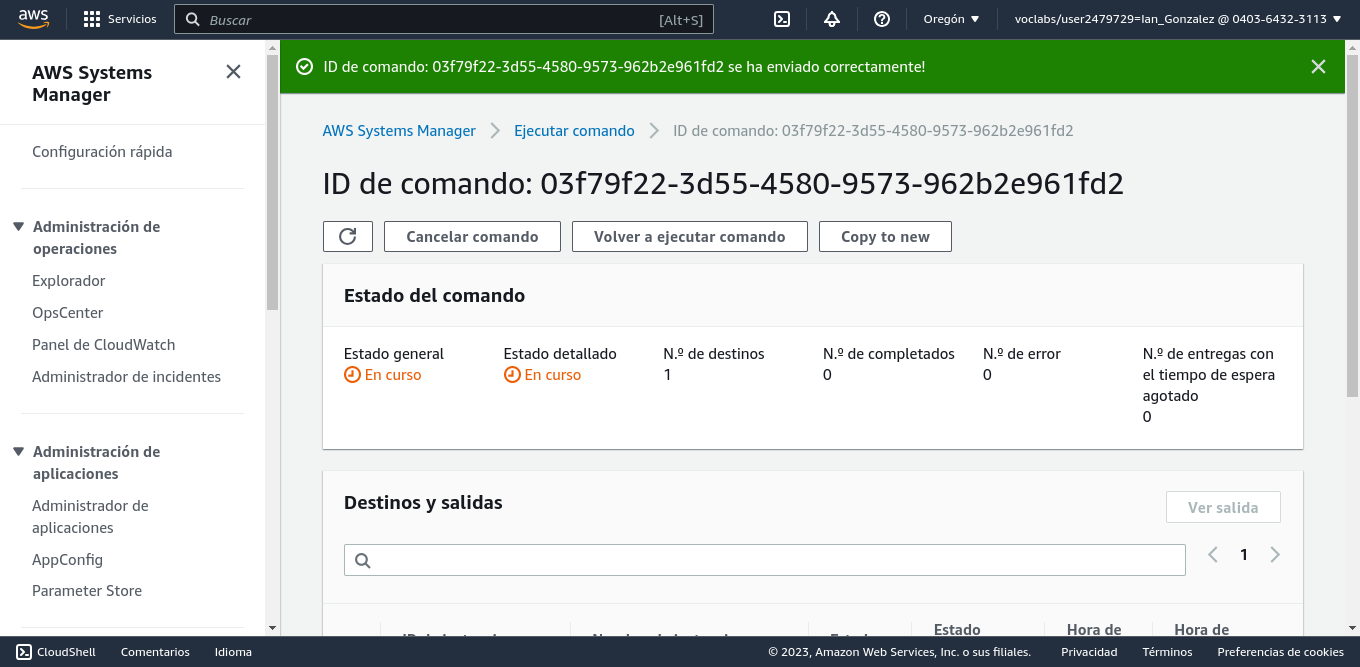 aws
Servicios
Buscar
[Alt+S]
Oregón
voclabs/user2479729=Ian_Gonzalez @ 0403-6432-3113
AWS Systems
Manager
Configuración rápida
Administración de
operaciones
Explorador
OpsCenter
Panel de CloudWatch
Administrador de incidentes
Administración de
aplicaciones
Administrador de
aplicaciones
AppConfig
Parameter Store
ID de comando: 03f79f22-3d55-4580-9573-962b2e961fd2 se ha enviado correctamente!
AWS Systems Manager
Ejecutar comando
ID de comando: 03f79f22-3d55-4580-9573-962b2e961fd2
ID de comando: 03f79f22-3d55-4580-9573-962b2e961fd2
Cancelar comando
Volver a ejecutar comando
Copy to new
Estado del comando
Estado general
En curso
Estado detallado
En curso
N.º de destinos
1
N.º de completados
0
N.º de error
0
N.º de entregas con
el tiempo de espera
agotado
0
Destinos y salidas
Ver salida
1
Estado
Hora de
Hora de
CloudShell
Comentarios
Idioma
© 2023, Amazon Web Services, Inc. o sus filiales.
Privacidad
Términos
Preferencias de cookies